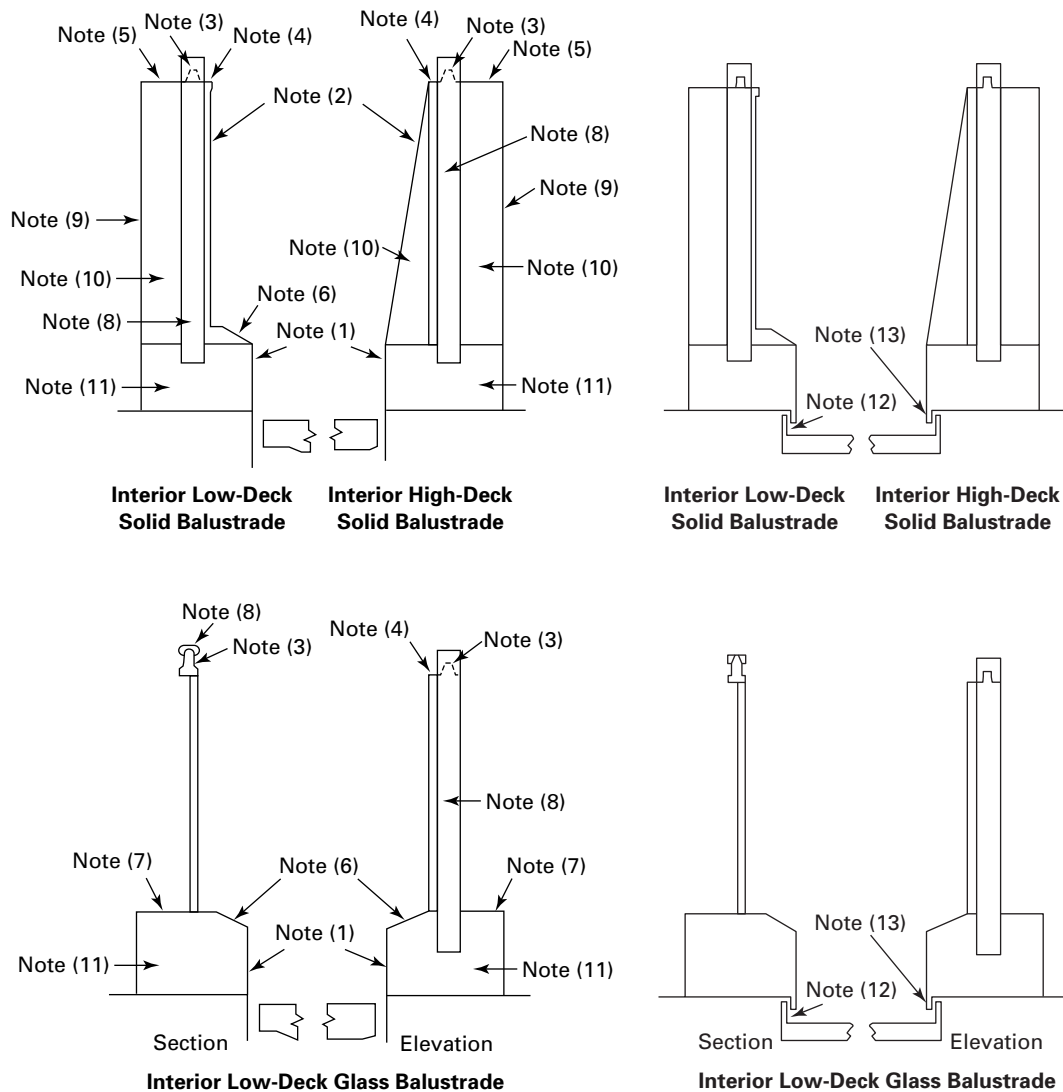 Note (3)
Note (3)
Note (5)
Note (4)
Note (4)
Note (5)
Note (2)
Note (8)
Note (9)
Note (9)
Note (10)
Note (10)
Note (10)
Note (6)
Note (8)
Note (1)
Note (11)
Note (11)
Interior Low-Deck
Solid Balustrade
Interior High-Deck
Solid Balustrade
Note (13)
Note (12)
Interior Low-Deck
Solid Balustrade
Interior High-Deck
Solid Balustrade
Note (8)
Note (3)
Note (4)
Note (3)
Note (8)
Note (7)
Note (6)
Note (7)
Note (1)
Note (11)
Note (11)
Section
Elevation
Interior Low-Deck Glass Balustrade
Note (13)
Note (12)
Section
Elevation
Interior Low-Deck Glass Balustrade